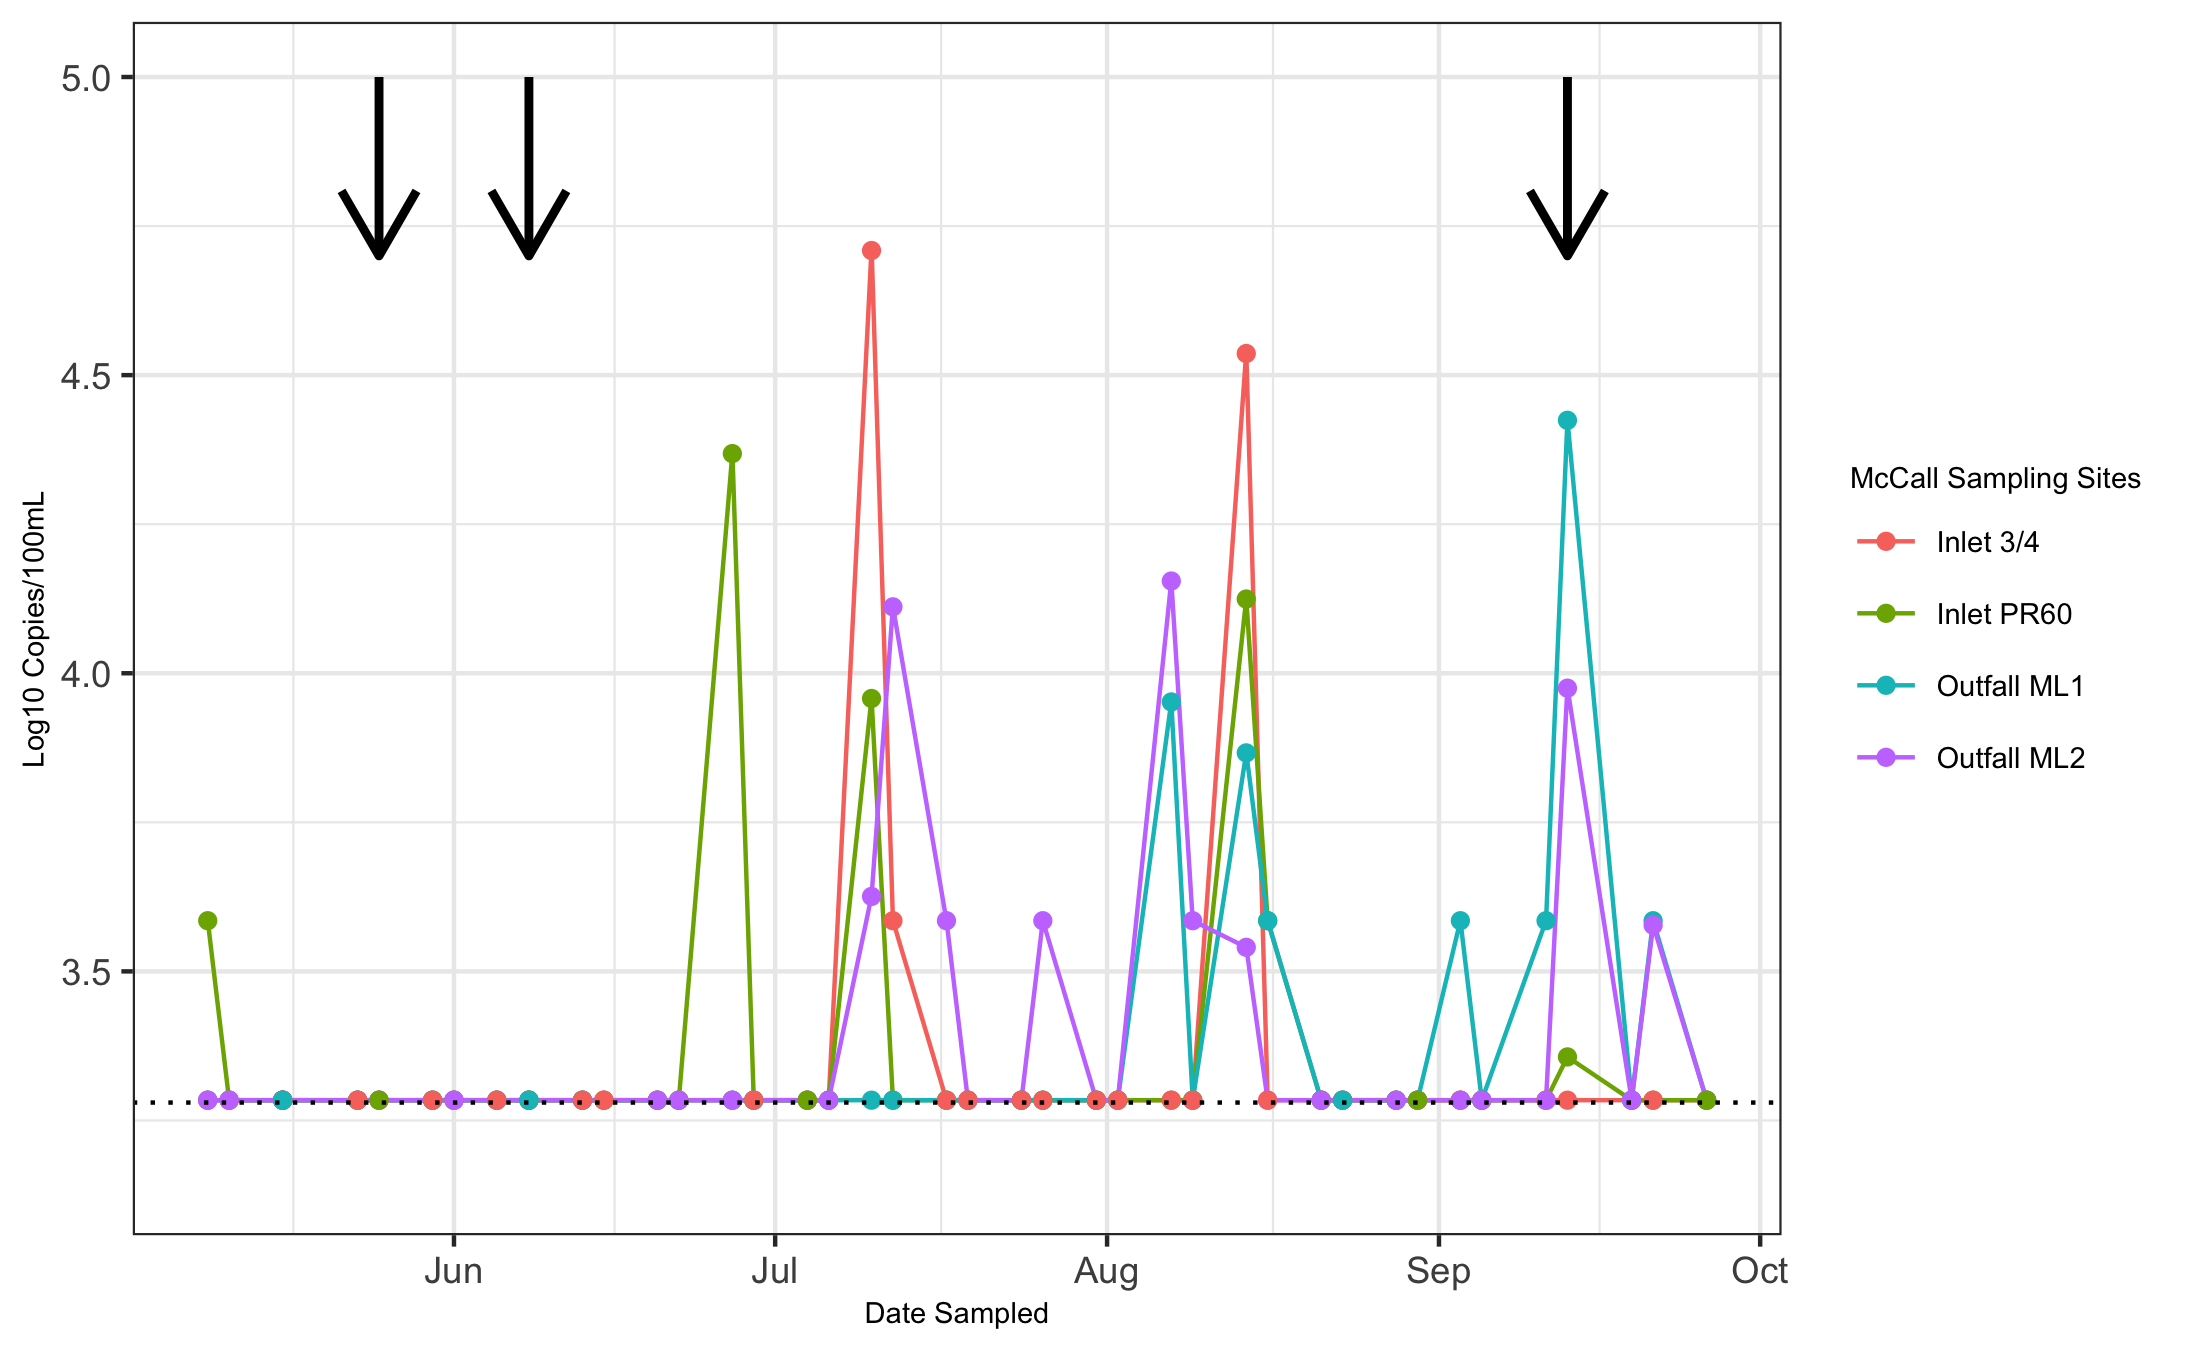 5.0
4.5
4.0
3.5
Log10 Copies/100mL
Jun Jul Aug Sep Oct
Date Sampled
McCall Sampling Sites
Inlet 3/4
Inlet PR60
Outfall ML1
Outfall ML2